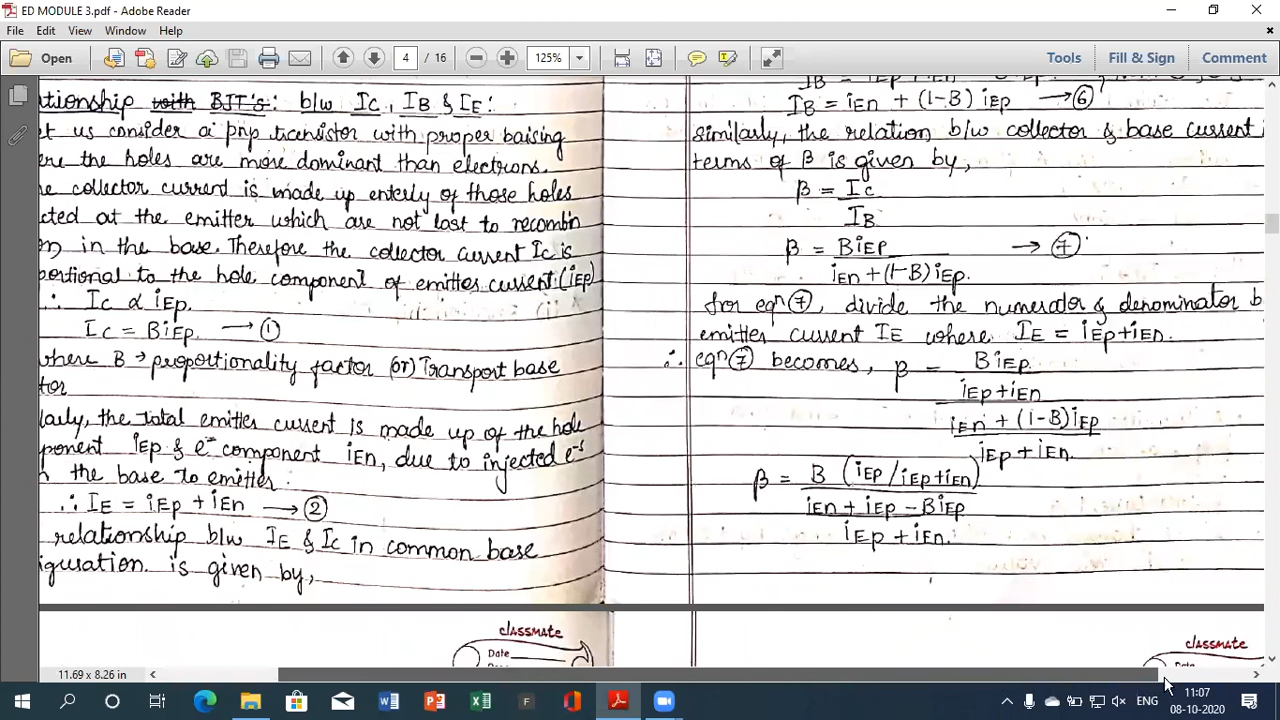 ED MODULE 3.pdf - Adobe Reader
File Edit View Window Help
Open 4 / 16 125% Tools Fill & Sign Comment
tionship with BJT's: b/w IC, IB & IE:
t us consider a pnp transistor with proper baising
ere the holes are more dominant than electrons.
e collector current is made up enterly of those holes
cted at the emitter which are not lost to recombin
on in the base. Therefore the collector current IC is
portional to the hole component of emitter current (iEp)
∴ IC α iEp.
IC = BiEp. → ①
where B → proportionality factor (or) Transport base
tor
larly, the total emitter current is made up of the hole
ponent iEp & e⁻ component iEn, due to injected e⁻s
the base to emitter.
∴ IE = iEp + iEn → ②
relationship b/w IE & IC in common base
iguration is given by,
IB = iEn + (1-B) iEp → ⑥
similarly, the relation b/w collector & base current i
terms of β is given by,
β = IC
IB
β = BiEp → ⑦
iEn + (1-B) iEp.
for eqn ⑦, divide the numerator & denominator b
emitter current IE where IE = iEp + iEn.
∴ eqn ⑦ becomes, β = BiEp
iEp + iEn
iEn + (1-B) iEp
iEp + iEn.
β = B (iEp / iEp + iEn)
iEn + iEp - BiEp
iEp + iEn.
classmate
Date
classmate
Date
11.69 x 8.26 in
ENG
11:07
08-10-2020